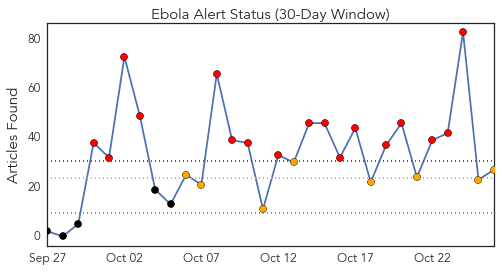 Ebola Alert Status (30-Day Window)
Articles Found
80
60
40
20
0
Sep 27 Oct 02 Oct 07 Oct 12 Oct 17 Oct 22